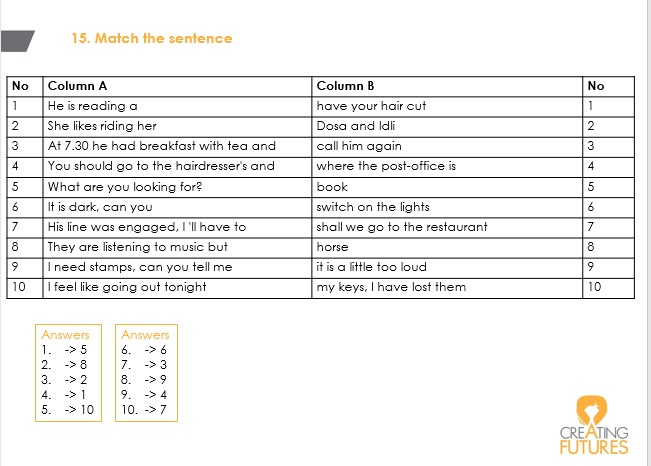 15. Match the sentence
No Column A Column B No
1 He is reading a have your hair cut 1
2 She likes riding her Dosa and Idli 2
3 At 7.30 he had breakfast with tea and call him again 3
4 You should go to the hairdresser's and where the post-office is 4
5 What are you looking for? book 5
6 It is dark, can you switch on the lights 6
7 His line was engaged, I 'll have to shall we go to the restaurant 7
8 They are listening to music but horse 8
9 I need stamps, can you tell me it is a little too loud 9
10 I feel like going out tonight my keys, I have lost them 10
Answers
1. -> 5
2. -> 8
3. -> 2
4. -> 1
5. -> 10
Answers
6. -> 6
7. -> 3
8. -> 9
9. -> 4
10. -> 7
CREATING
FUTURES